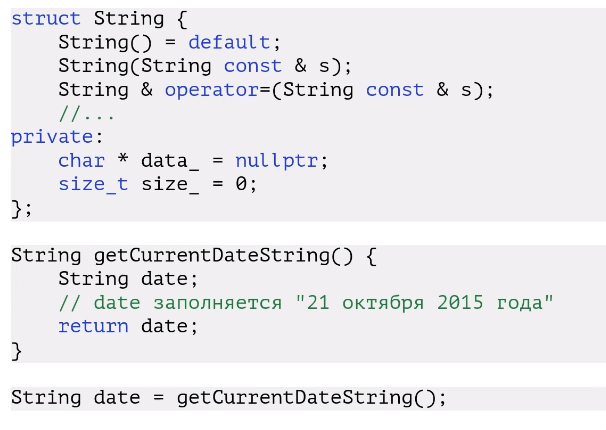 struct String {
    String() = default;
    String(String const & s);
    String & operator=(String const & s);
    //...
private:
    char * data_ = nullptr;
    size_t size_ = 0;
};

String getCurrentDateString() {
    String date;
    // date заполняется "21 октября 2015 года"
    return date;
}

String date = getCurrentDateString();